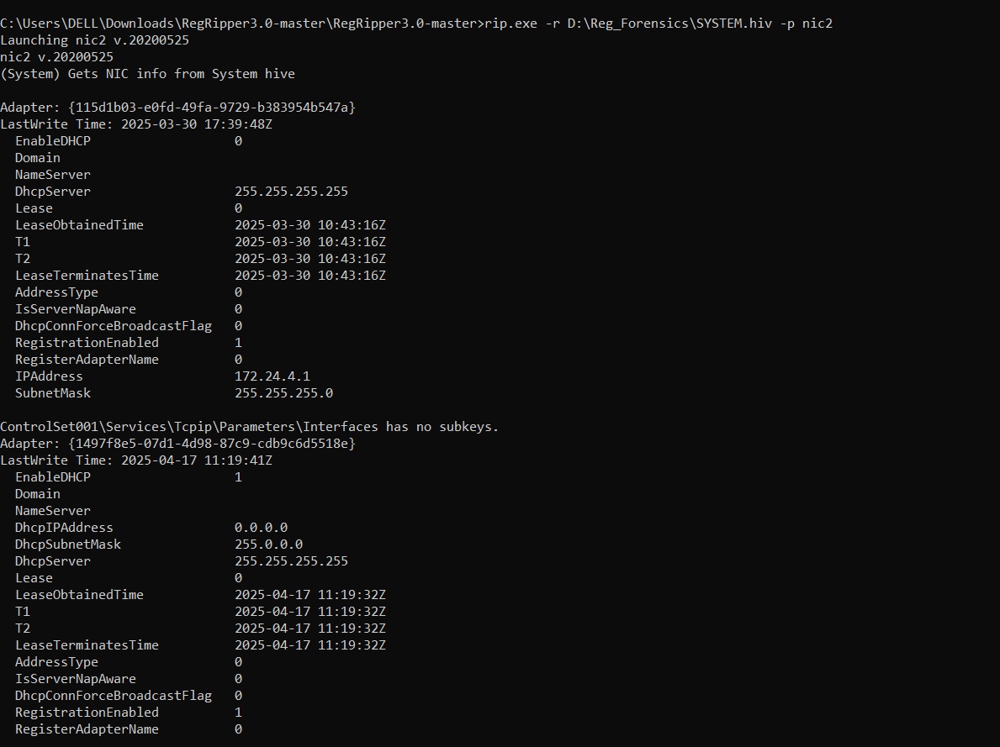 C:\Users\DELL\Downloads\RegRipper3.0-master\RegRipper3.0-master>rip.exe -r D:\Reg_Forensics\SYSTEM.hiv -p nic2
Launching nic2 v.20200525
nic2 v.20200525
(System) Gets NIC info from System hive

Adapter: {115d1b03-e0fd-49fa-9729-b383954b547a}
LastWrite Time: 2025-03-30 17:39:48Z
  EnableDHCP                   0
  Domain
  NameServer
  DhcpServer                   255.255.255.255
  Lease                        0
  LeaseObtainedTime            2025-03-30 10:43:16Z
  T1                           2025-03-30 10:43:16Z
  T2                           2025-03-30 10:43:16Z
  LeaseTerminatesTime          2025-03-30 10:43:16Z
  AddressType                  0
  IsServerNapAware             0
  DhcpConnForceBroadcastFlag   0
  RegistrationEnabled          1
  RegisterAdapterName          0
  IPAddress                    172.24.4.1
  SubnetMask                   255.255.255.0

ControlSet001\Services\Tcpip\Parameters\Interfaces has no subkeys.
Adapter: {1497f8e5-07d1-4d98-87c9-cdb9c6d5518e}
LastWrite Time: 2025-04-17 11:19:41Z
  EnableDHCP                   1
  Domain
  NameServer
  DhcpIPAddress                0.0.0.0
  DhcpSubnetMask               255.0.0.0
  DhcpServer                   255.255.255.255
  Lease                        0
  LeaseObtainedTime            2025-04-17 11:19:32Z
  T1                           2025-04-17 11:19:32Z
  T2                           2025-04-17 11:19:32Z
  LeaseTerminatesTime          2025-04-17 11:19:32Z
  AddressType                  0
  IsServerNapAware             0
  DhcpConnForceBroadcastFlag   0
  RegistrationEnabled          1
  RegisterAdapterName          0